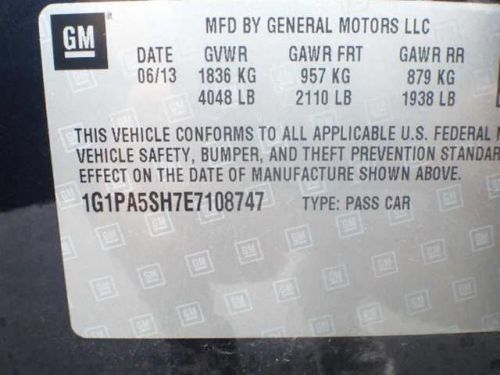 GM
MFD BY GENERAL MOTORS LLC
DATE GVWR GAWR FRT GAWR RR
06/13 1836 KG 957 KG 879 KG
4048 LB 2110 LB 1938 LB
THIS VEHICLE CONFORMS TO ALL APPLICABLE U.S. FEDERAL
VEHICLE SAFETY, BUMPER, AND THEFT PREVENTION STANDAR
EFFECT ON THE DATE OF MANUFACTURE SHOWN ABOVE.
1G1PA5SH7E7108747 TYPE: PASS CAR